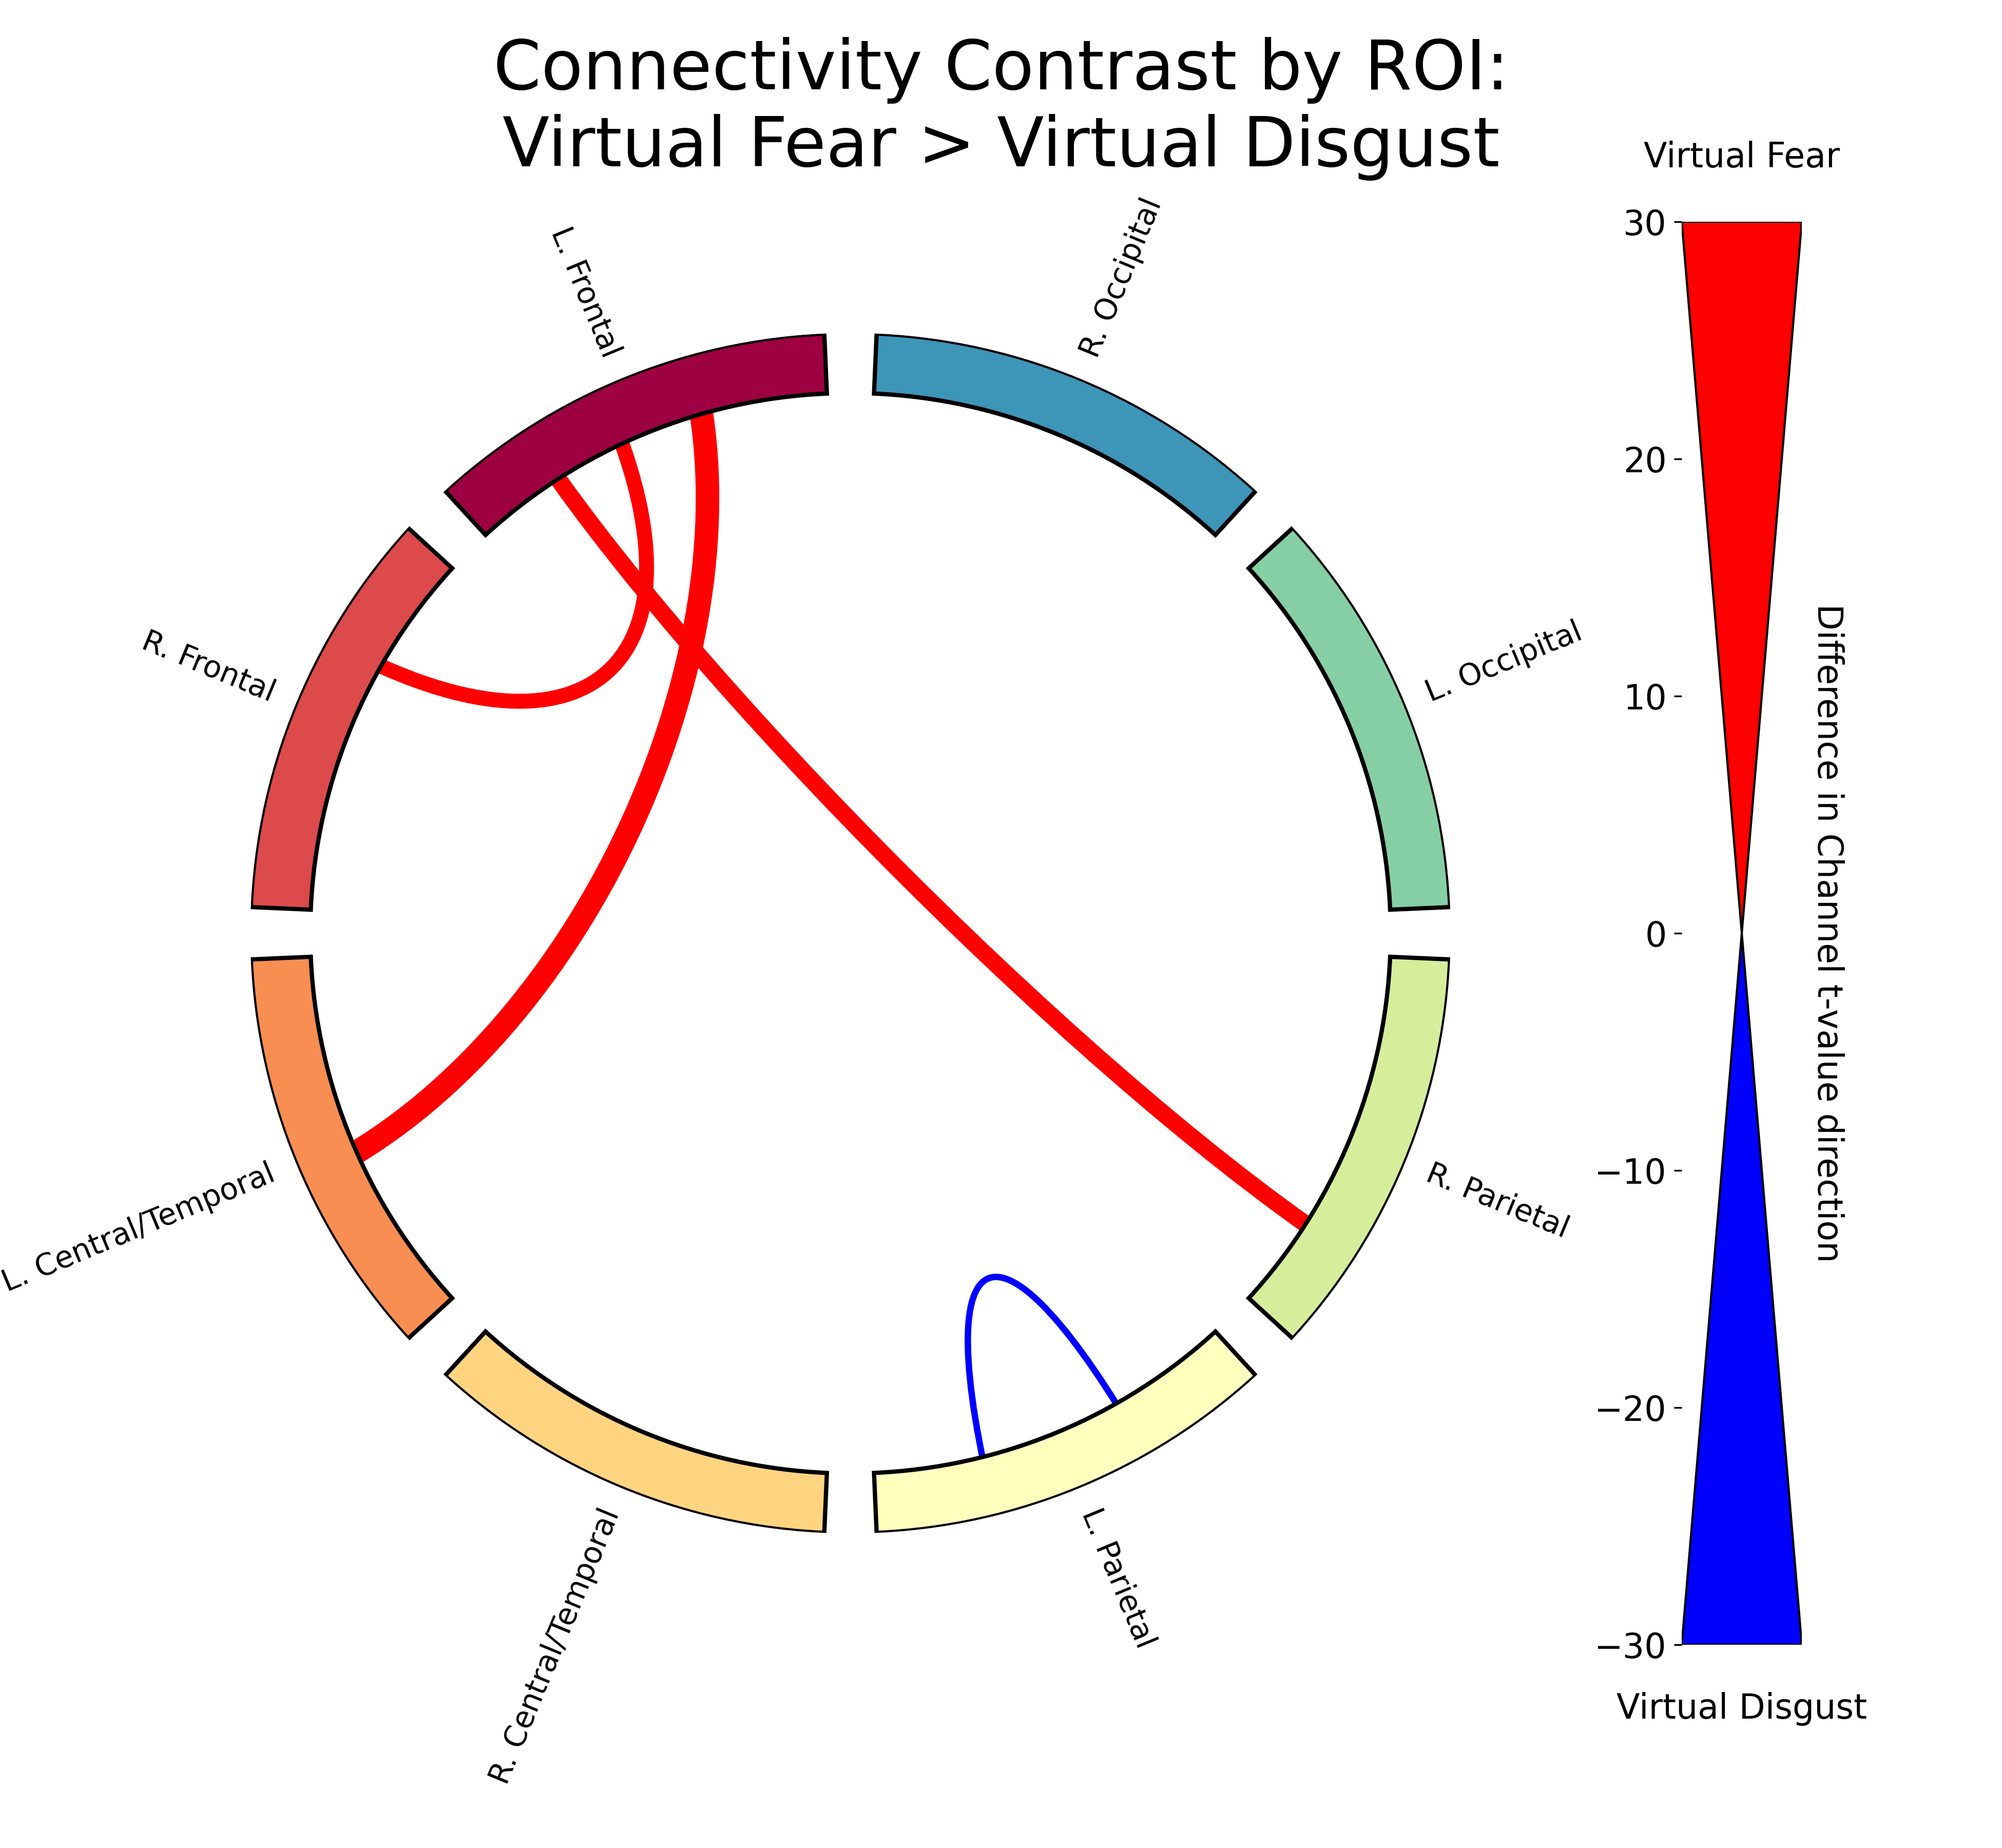 Connectivity Contrast by ROI:
Virtual Fear > Virtual Disgust
Virtual Fear
L. Frontal
R. Occipital
R. Frontal
L. Occipital
L. Central/Temporal
R. Parietal
R. Central/Temporal
L. Parietal
30
20
10
0
−10
−20
−30
Difference in Channel t-value direction
Virtual Disgust